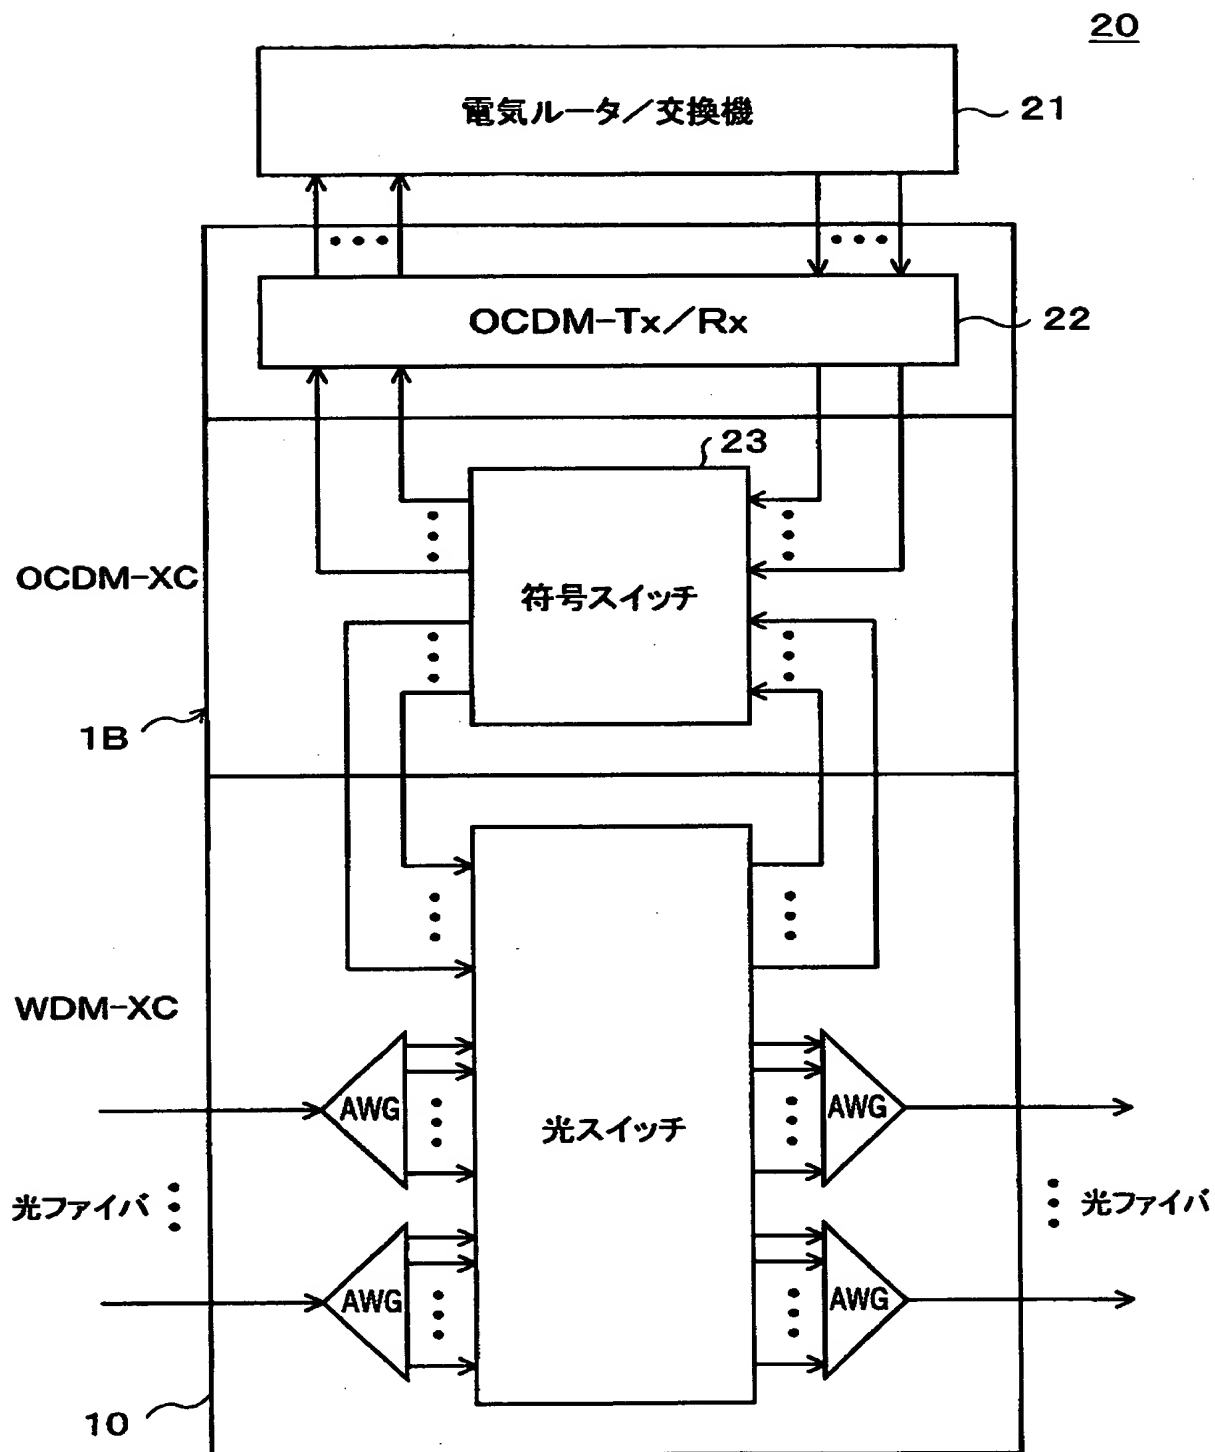 20
電気ルータ/交換機
21
OCDM-Tx/Rx
22
23
OCDM-XC
符号スイッチ
1B
WDM-XC
AWG
光スイッチ
AWG
光ファイバ
光ファイバ
AWG
AWG
10